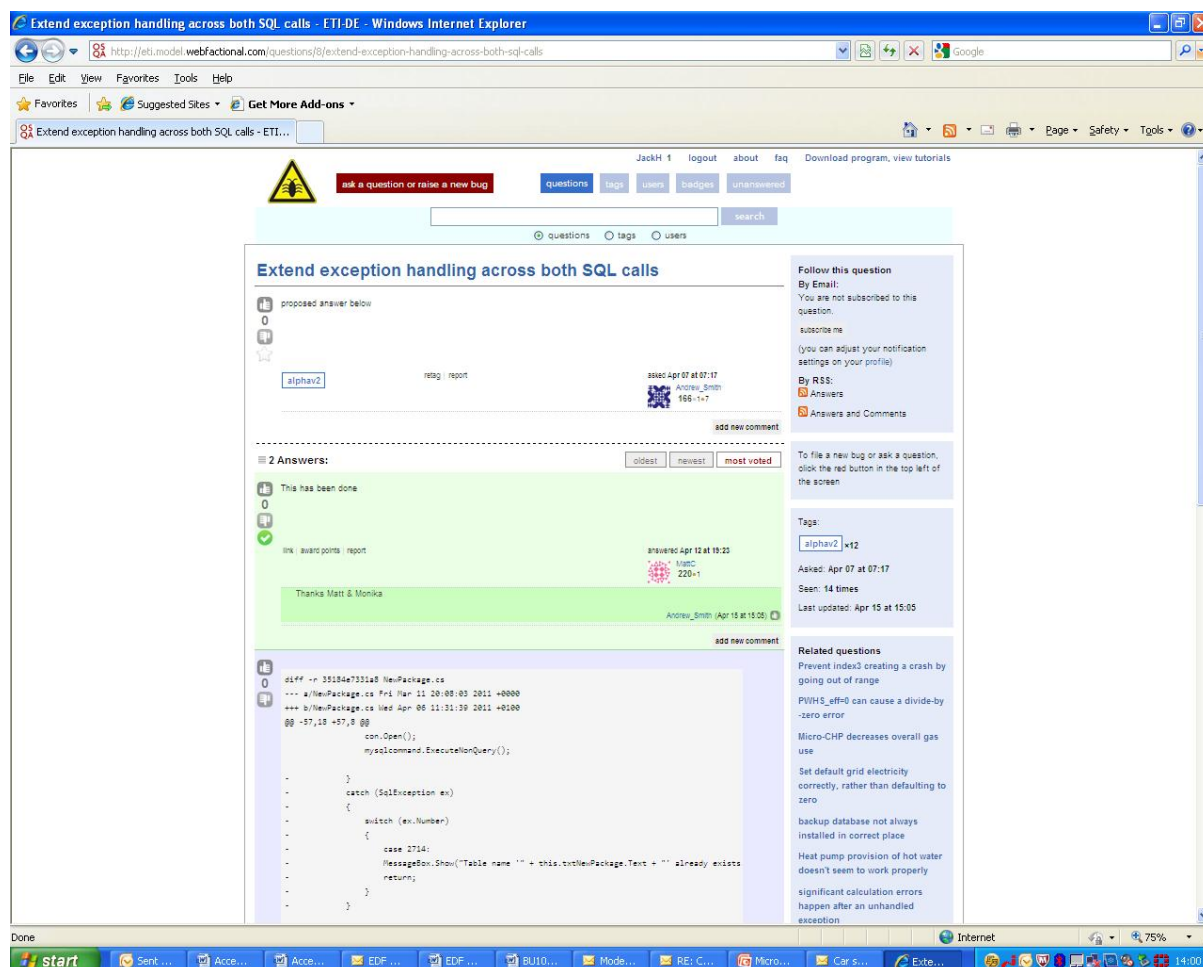 Extend exception handling across both SQL calls - ETI-DE - Windows Internet Explorer
http://eti.model.webfactional.com/questions/8/extend-exception-handling-across-both-sql-calls
Google
File Edit View Favorites Tools Help
Favorites Suggested Sites Get More Add-ons
Extend exception handling across both SQL calls - ETI...
Page Safety Tools
JackH 1 logout about faq Download program, view tutorials
ask a question or raise a new bug
questions tags users badges unanswered
search
questions tags users
Extend exception handling across both SQL calls
proposed answer below
0
alphav2
retag | report
asked Apr 07 at 07:17
Andrew_Smith
166
add new comment
2 Answers:
oldest newest most voted
This has been done
0
link | award points | report
answered Apr 12 at 19:23
MattC
220
Thanks Matt & Monika
Andrew_Smith (Apr 15 at 15:05)
add new comment
0
diff -r 35184e7331a8 NewPackage.cs
--- a/NewPackage.cs Fri Mar 11 20:08:03 2011 +0000
+++ b/NewPackage.cs Wed Apr 06 11:31:39 2011 +0100
@@ -57,18 +57,8 @@
con.Open();
mysqlcommand.ExecuteNonQuery();
- }
- catch (SqlException ex)
- {
- switch (ex.Number)
- {
- case 2714:
- MessageBox.Show("Table name '" + this.txtNewPackage.Text + "' already exists
- return;
- }
- }
Follow this question
By Email:
You are not subscribed to this
question.
subscribe me
(you can adjust your notification
settings on your profile)
By RSS:
Answers
Answers and Comments
To file a new bug or ask a question,
click the red button in the top left of
the screen
Tags:
alphav2 ×12
Asked: Apr 07 at 07:17
Seen: 14 times
Last updated: Apr 15 at 15:05
Related questions
Prevent index3 creating a crash by
going out of range
PWHS_eff=0 can cause a divide-by
-zero error
Micro-CHP decreases overall gas
use
Set default grid electricity
correctly, rather than defaulting to
zero
backup database not always
installed in correct place
Heat pump provision of hot water
doesn't seem to work properly
significant calculation errors
happen after an unhandled
exception
Done
Internet
75%
start
Sent ...
Acce...
Acce...
EDF ...
EDF ...
BU10...
Mode...
RE: C...
Micro...
Car s...
Exte...
14:00